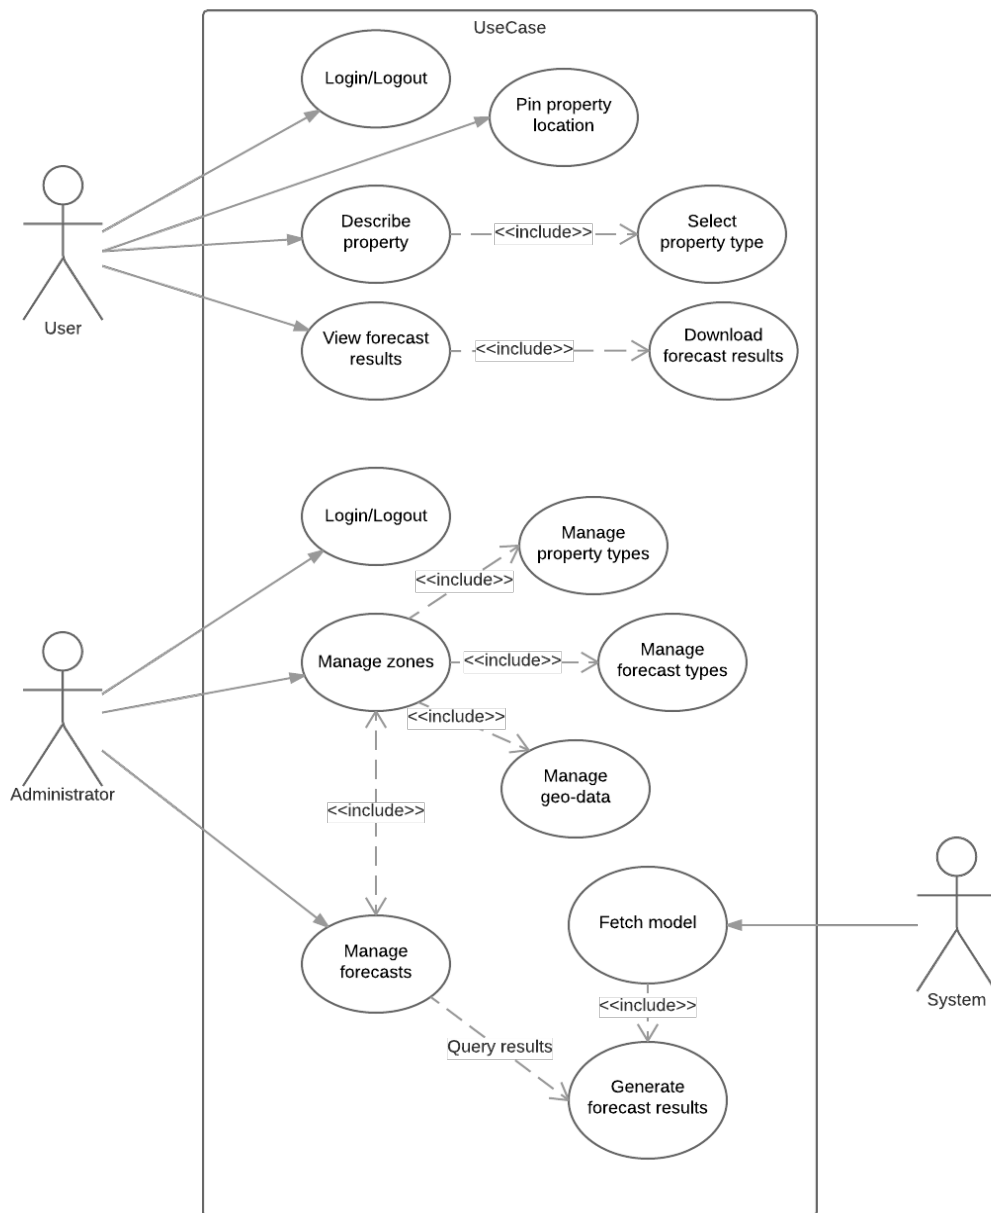 UseCase
Login/Logout
Pin property
location
Describe
property
<<include>>
Select
property type
User
View forecast
results
<<include>>
Download
forecast results
Login/Logout
Manage
property types
<<include>>
Manage zones
<<include>>
Manage
forecast types
<<include>>
Administrator
Manage
geo-data
<<include>>
Fetch model
Manage
forecasts
System
<<include>>
Query results
Generate
forecast results